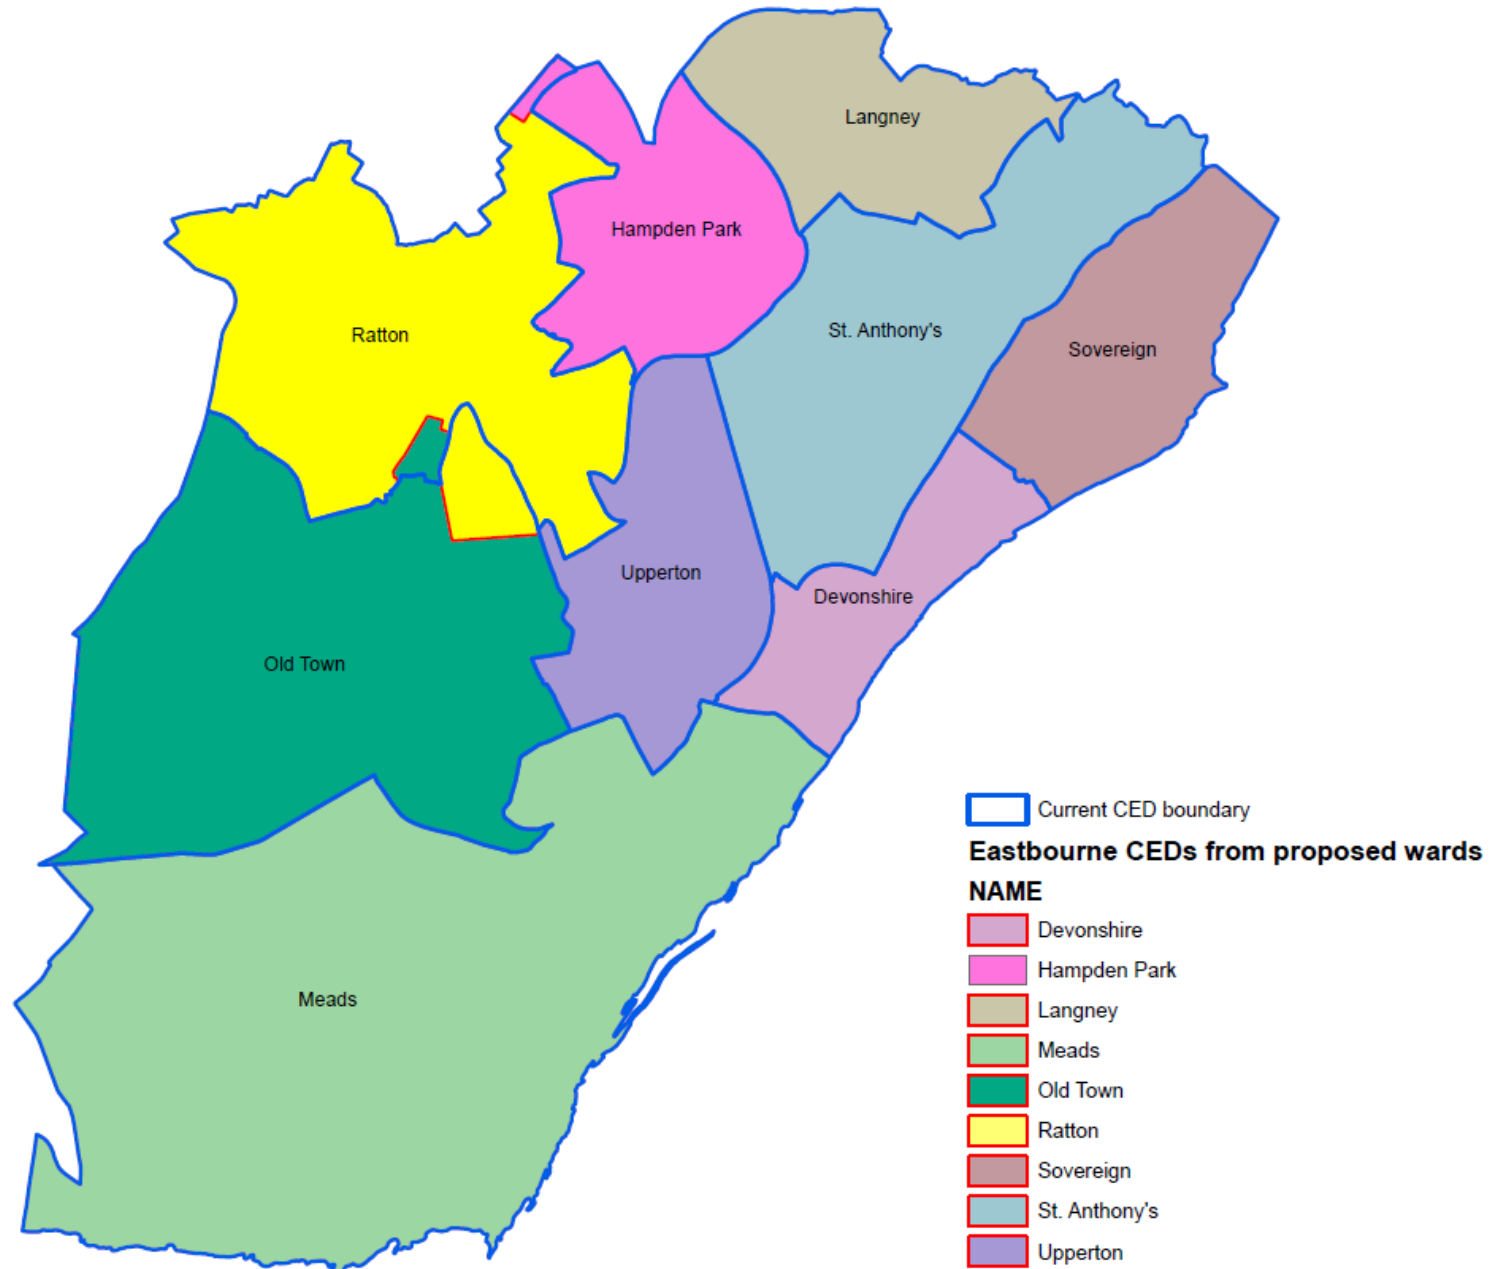 Langney
Hampden Park
Ratton
St. Anthony's
Sovereign
Upperton
Devonshire
Old Town
Meads
Current CED boundary
Eastbourne CEDs from proposed wards
NAME
Devonshire
Hampden Park
Langney
Meads
Old Town
Ratton
Sovereign
St. Anthony's
Upperton